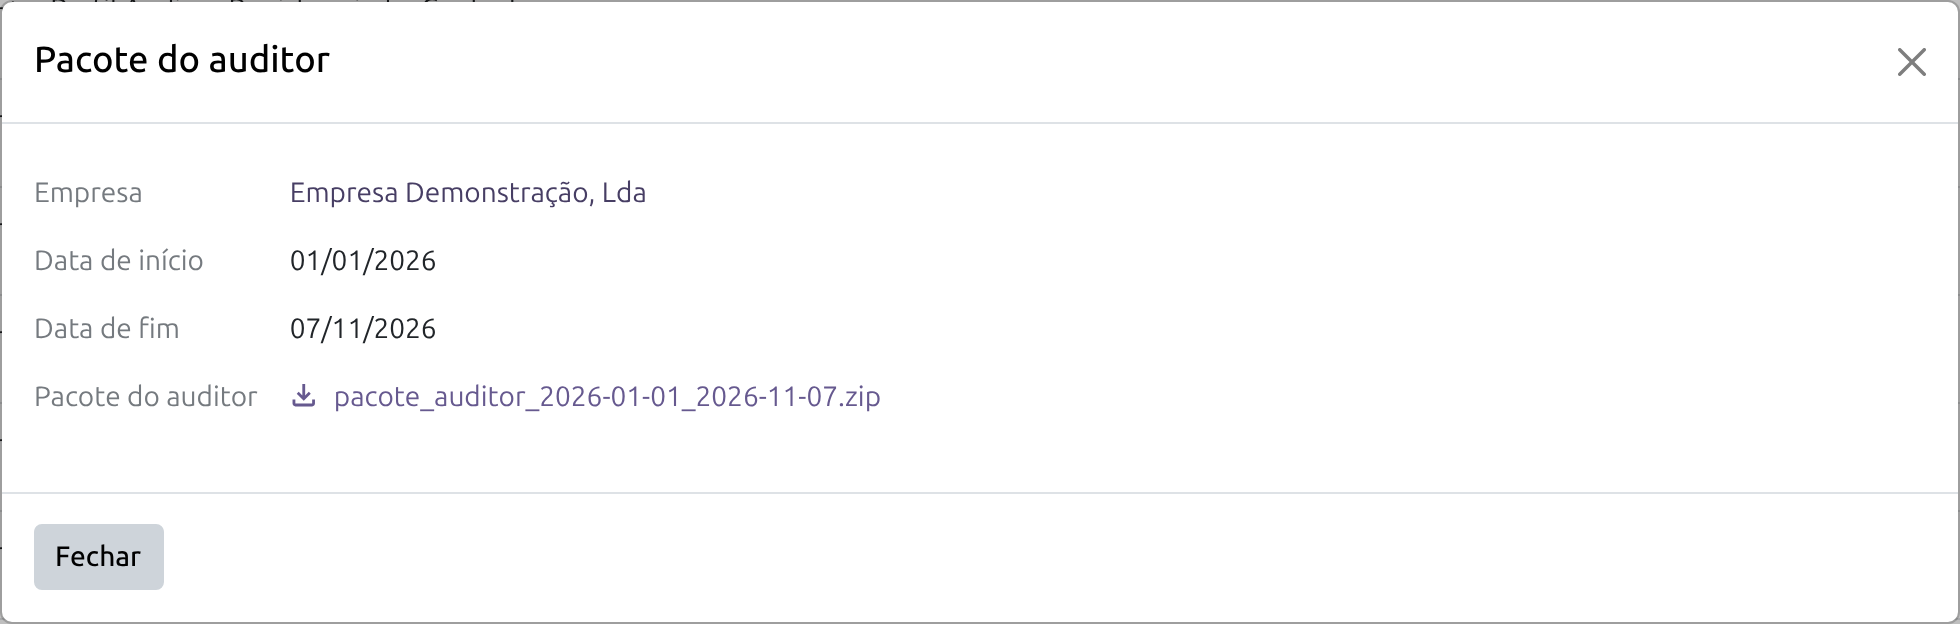 Pacote do auditor
Empresa Empresa Demonstração, Lda
Data de início 01/01/2026
Data de fim 07/11/2026
Pacote do auditor pacote_auditor_2026-01-01_2026-11-07.zip
Fechar